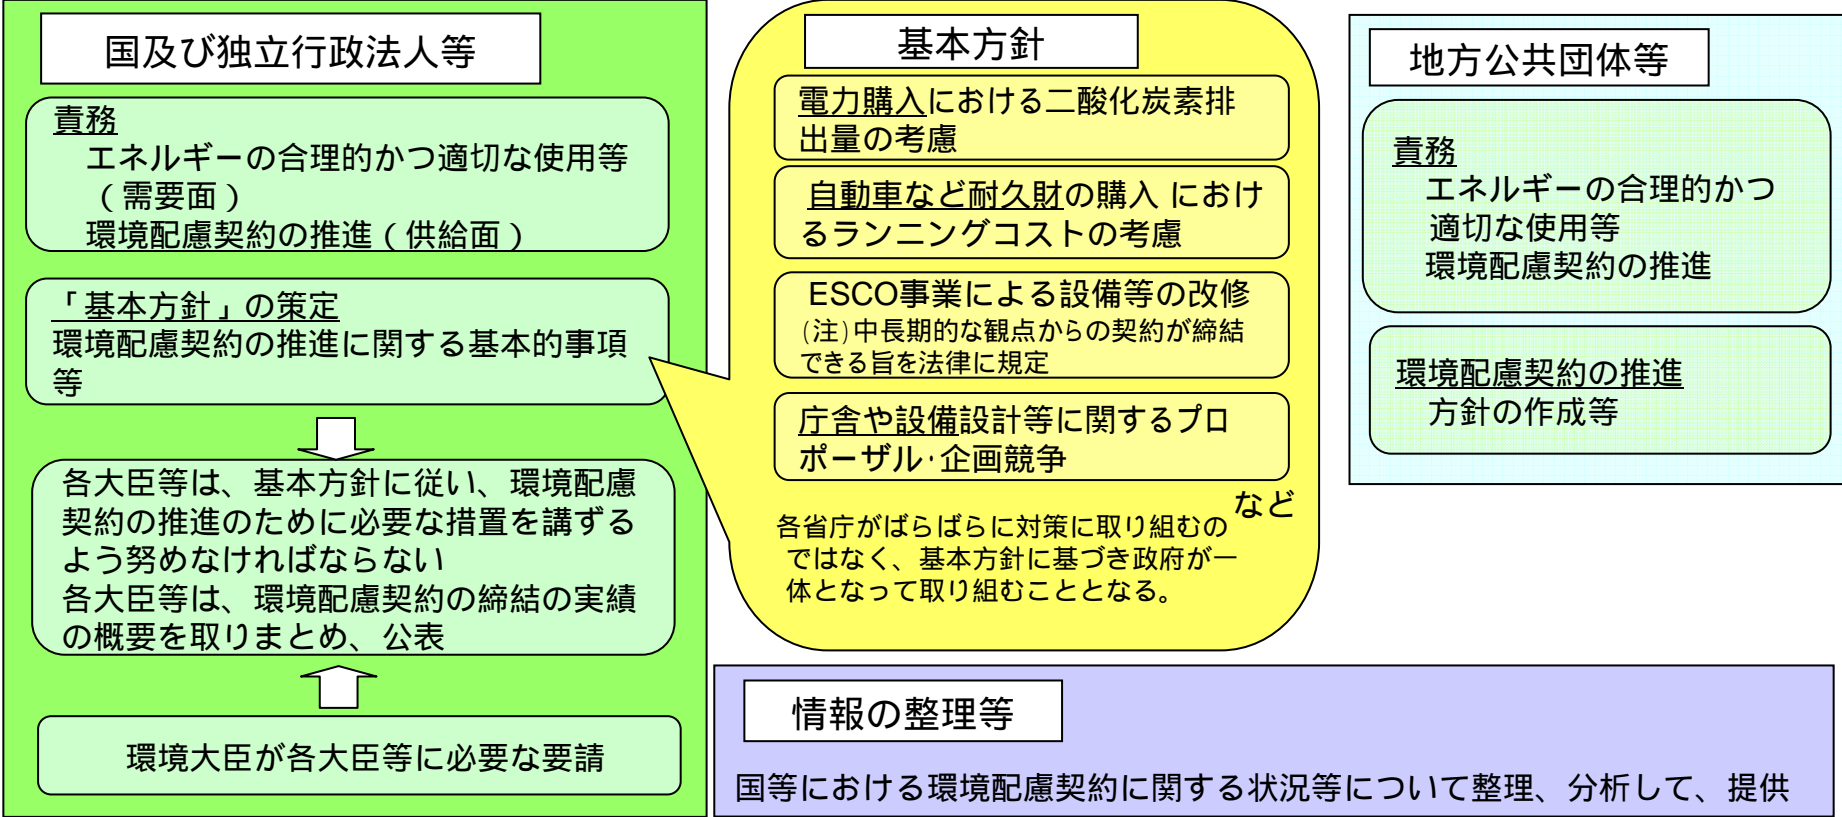 国及び独立行政法人等
責務
エネルギーの合理的かつ適切な使用等
(需要面)
環境配慮契約の推進(供給面)
「基本方針」の策定
環境配慮契約の推進に関する基本的事項
等
各大臣等は、基本方針に従い、環境配慮
契約の推進のために必要な措置を講ずる
よう努めなければならない
各大臣等は、環境配慮契約の締結の実績
の概要を取りまとめ、公表
環境大臣が各大臣等に必要な要請
基本方針
電力購入における二酸化炭素排
出量の考慮
自動車など耐久財の購入 におけ
るランニングコストの考慮
ESCO事業による設備等の改修
(注)中長期的な観点からの契約が締結
できる旨を法律に規定
庁舎や設備設計等に関するプロ
ポーザル・企画競争
など
各省庁がばらばらに対策に取り組むの
ではなく、基本方針に基づき政府が一
体となって取り組むこととなる。
地方公共団体等
責務
エネルギーの合理的かつ
適切な使用等
環境配慮契約の推進
環境配慮契約の推進
方針の作成等
情報の整理等
国等における環境配慮契約に関する状況等について整理、分析して、提供